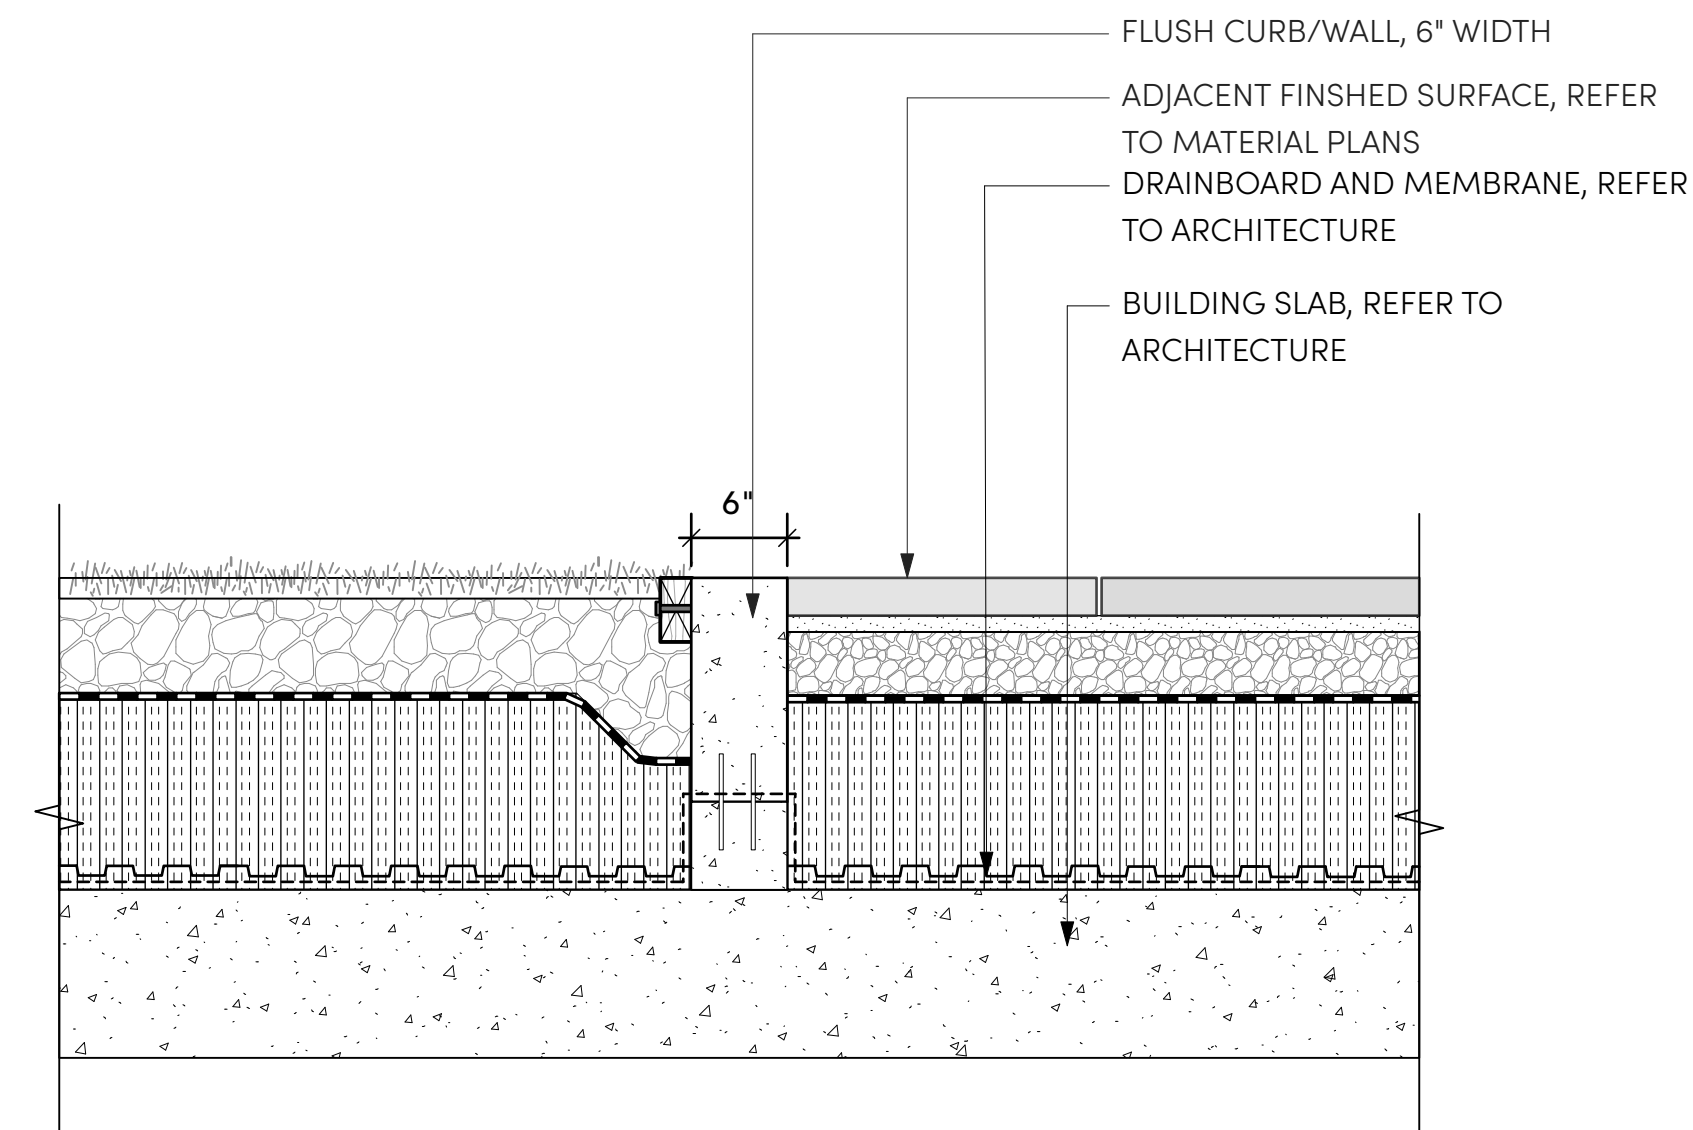 FLUSH CURB/WALL, 6" WIDTH
ADJACENT FINSHED SURFACE, REFER
TO MATERIAL PLANS
DRAINBOARD AND MEMBRANE, REFER
TO ARCHITECTURE
BUILDING SLAB, REFER TO
ARCHITECTURE
6"